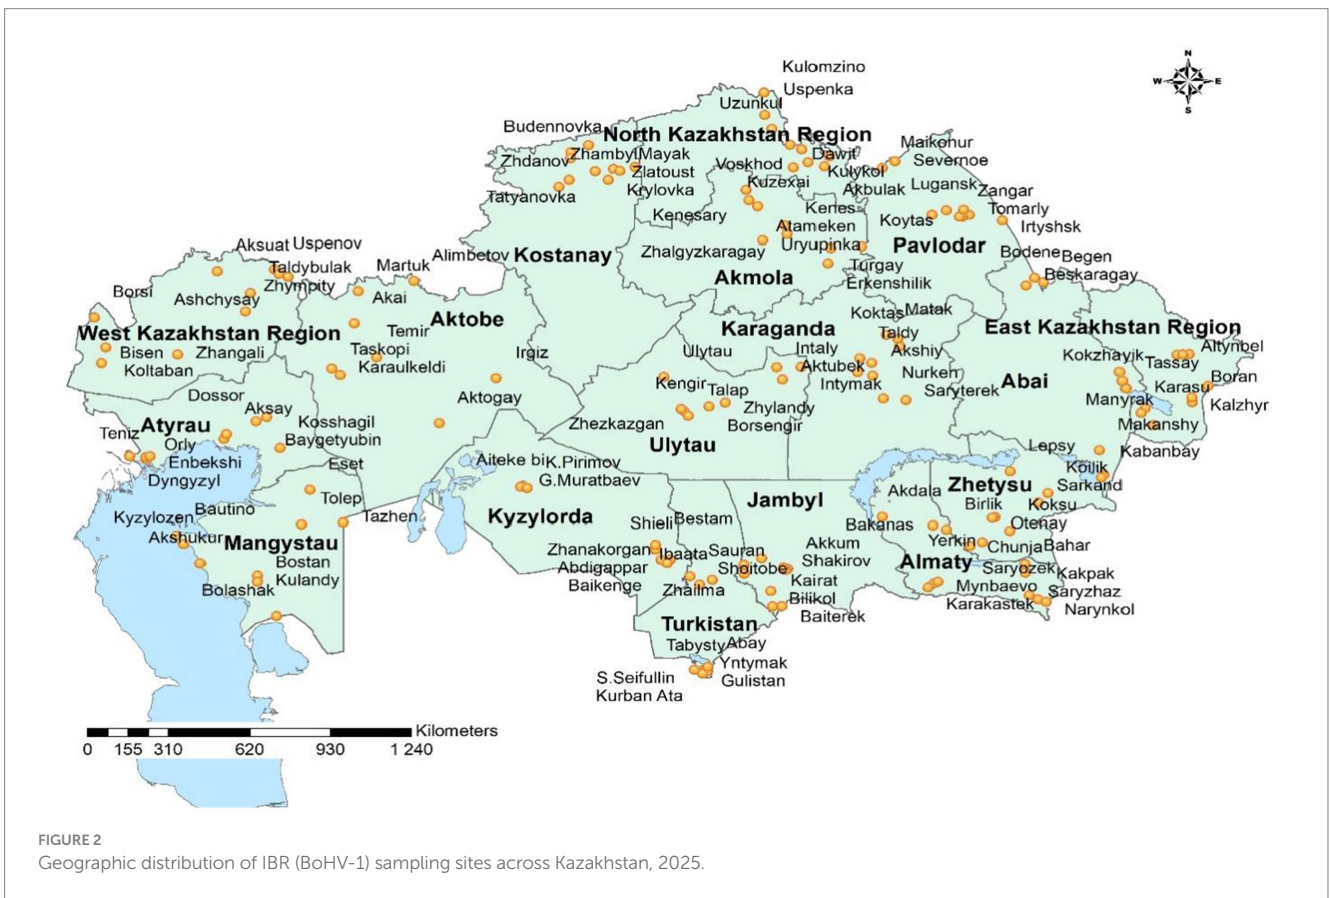 N
W E
S
Kulomzino
Uspenka
Uzunkul
Budennovka
North Kazakhstan Region
Maikonur
Zhdanov
Zhambyl
Mayak
Voskhod
Dawit
Severnoe
Zlatoust
Kulykol
Tatyanovka
Krylovka
Kuzexai
Akbulak
Lugansk
Zangar
Kenesary
Kenes
Koytas
Tomarly
Atameken
Irtyshsk
Aksuat
Uspenov
Alimbetov
Kostanay
Zhalgyzkaragay
Uryupinka
Pavlodar
Bodene
Begen
Taldybulak
Martuk
Akmola
Turgay
Beskaragay
Borsi
Ashchysay
Zhympity
Akai
Erkenshilik
West Kazakhstan Region
Temir
Aktobe
Karaganda
Koktas
Matak
East Kazakhstan Region
Taldy
Bisen
Zhangali
Taskopi
Irgiz
Ulytau
Intaly
Akshiy
Kokzhayik
Altynbel
Koltaban
Karaulkeldi
Aktubek
Tassay
Dossor
Kengir
Talap
Intymak
Nurken
Abai
Karasu
Boran
Aksay
Aktogay
Zhylandy
Saryterek
Manyrak
Kalzhyr
Teniz
Atyrau
Kosshagil
Zhezkazgan
Borsengir
Makanshy
Orly
Baygetyubin
Ulytau
Lepsy
Kabanbay
Enbekshi
Eset
Aiteke bi
K.Pirimov
Koilik
Dyngyzyl
G.Muratbaev
Akdala
Zhetysu
Sarkand
Bautino
Tolep
Jambyl
Birlik
Koksu
Kyzylozen
Tazhen
Kyzylorda
Shieli
Bestam
Bakanas
Otenay
Akshukur
Mangystau
Zhanakorgan
Ibaata
Sauran
Akkum
Yerkin
Chunja
Bahar
Bostan
Abdigappar
Shoitobe
Shakirov
Almaty
Saryozek
Kakpak
Bolashak
Kulandy
Baikenge
Zhalima
Kairat
Mynbaevo
Saryzhaz
Bilikol
Karakastek
Narynkol
Turkistan
Baiterek
Tabysty
Abay
S.Seifullin
Yntymak
Kurban Ata
Gulistan
Kilometers
0 155 310 620 930 1 240
FIGURE 2
Geographic distribution of IBR (BoHV-1) sampling sites across Kazakhstan, 2025.